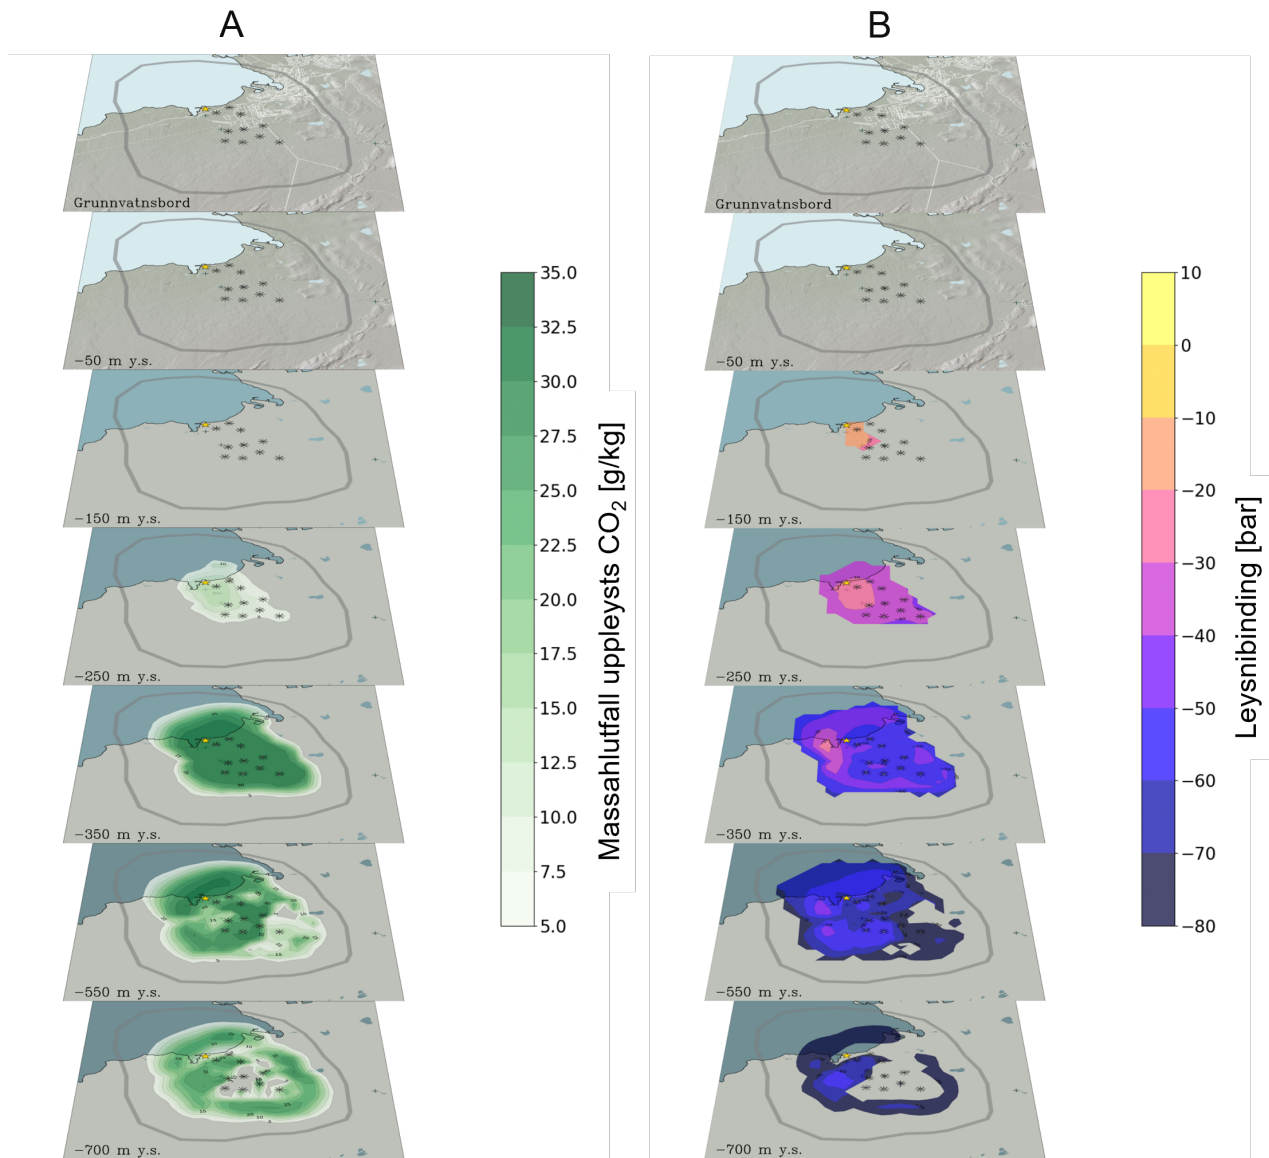 A
B
Grunnvatnsbord
−50 m y.s.
−150 m y.s.
−250 m y.s.
−350 m y.s.
−550 m y.s.
−700 m y.s.
35.0
32.5
30.0
27.5
25.0
22.5
20.0
17.5
15.0
12.5
10.0
7.5
5.0
Massahlutfall uppleysts CO₂ [g/kg]
Grunnvatnsbord
−50 m y.s.
−150 m y.s.
−250 m y.s.
−350 m y.s.
−550 m y.s.
−700 m y.s.
10
0
−10
−20
−30
−40
−50
−60
−70
−80
Leysnibinding [bar]